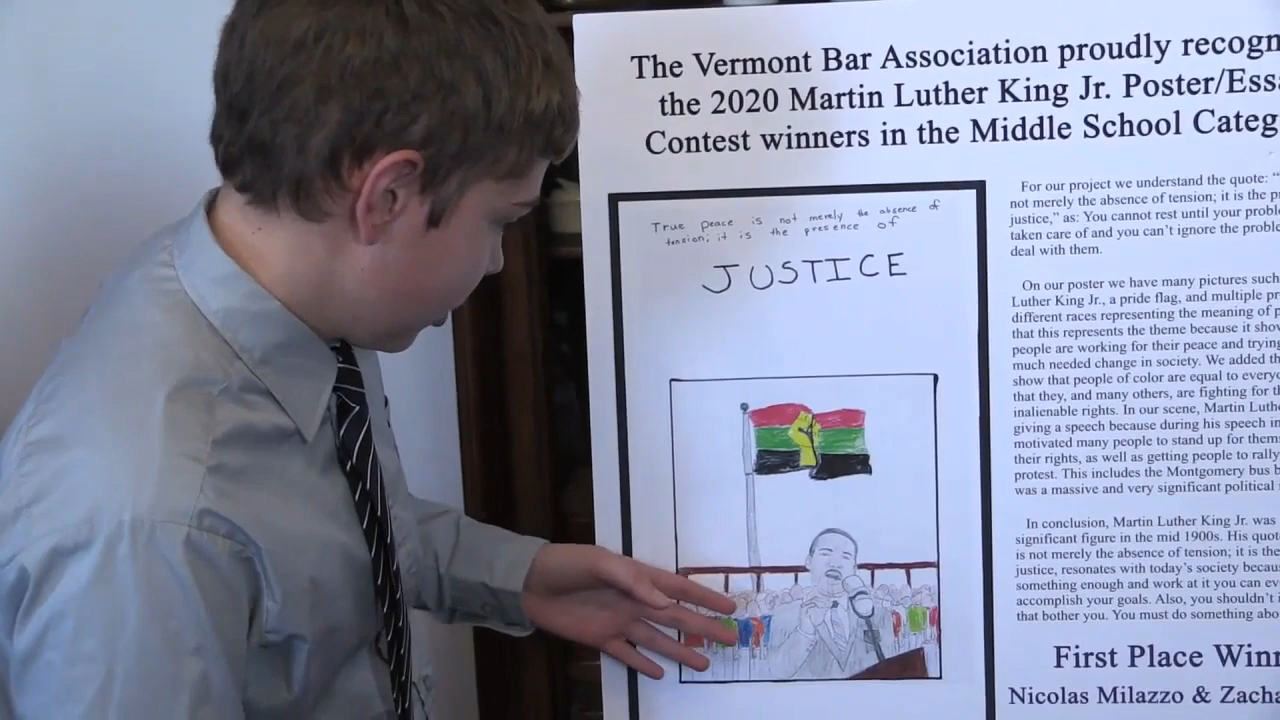 The Vermont Bar Association proudly recogn
the 2020 Martin Luther King Jr. Poster/Ess
Contest winners in the Middle School Categ
True peace is not merely the absence of
tension; it is the presence of
JUSTICE
For our project we understand the quote: "
not merely the absence of tension; it is the p
justice," as: You cannot rest until your probl
taken care of and you can't ignore the proble
deal with them.
On our poster we have many pictures such
Luther King Jr., a pride flag, and multiple pr
different races representing the meaning of p
that this represents the theme because it show
people are working for their peace and trying
much needed change in society. We added th
show that people of color are equal to everyo
that they, and many others, are fighting for th
inalienable rights. In our scene, Martin Luth
giving a speech because during his speech in
motivated many people to stand up for them
their rights, as well as getting people to rally
protest. This includes the Montgomery bus b
was a massive and very significant political
In conclusion, Martin Luther King Jr. was
significant figure in the mid 1900s. His quot
is not merely the absence of tension; it is the
justice, resonates with today's society becau
something enough and work at it you can ev
accomplish your goals. Also, you shouldn't i
that bother you. You must do something abo
First Place Winn
Nicolas Milazzo & Zacha